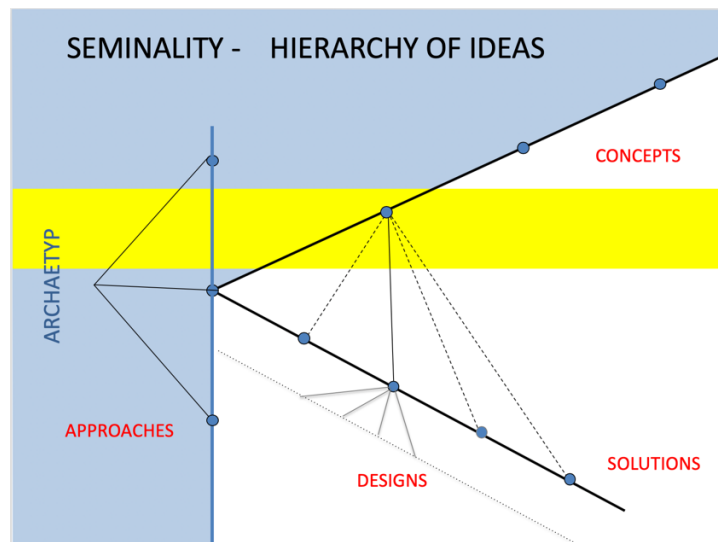 SEMINALITY - HIERARCHY OF IDEAS
CONCEPTS
ARCHAETYP
APPROACHES
SOLUTIONS
DESIGNS